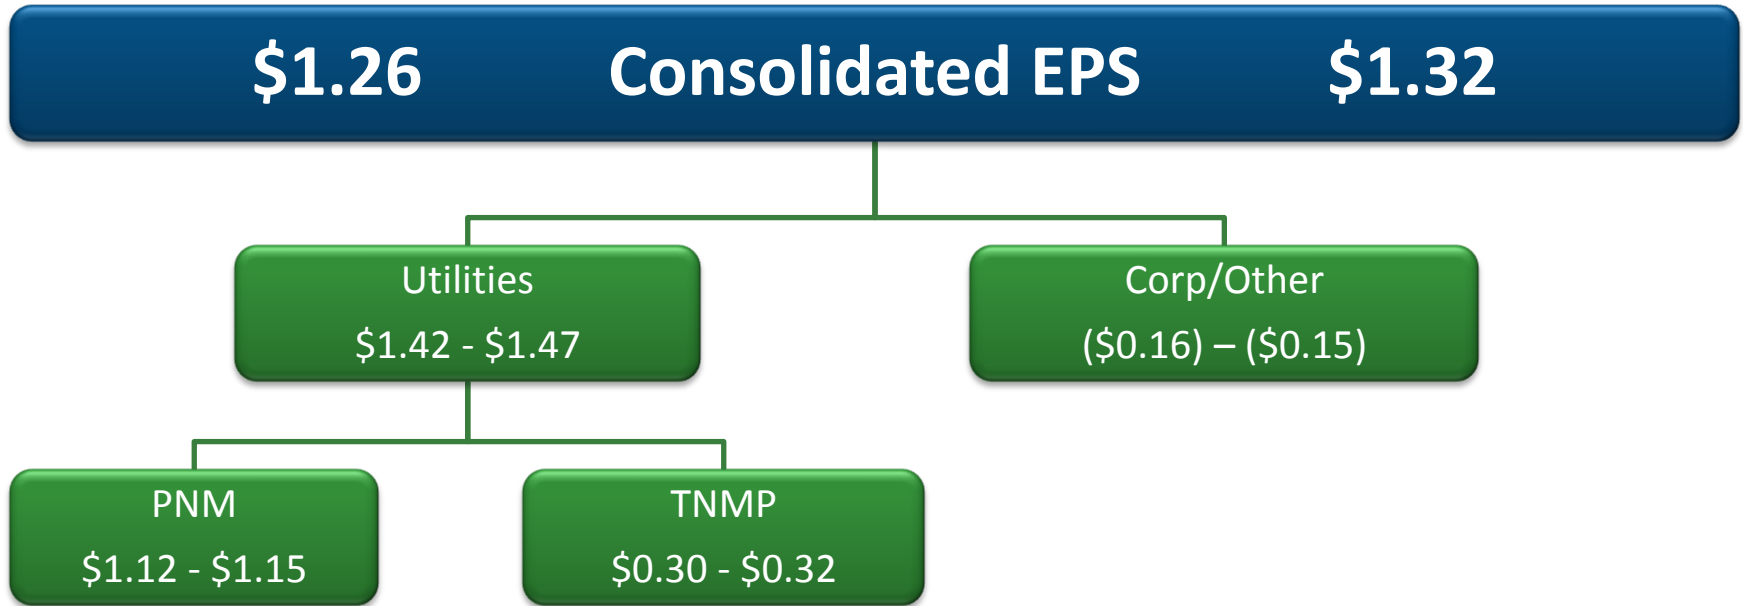 $1.26 Consolidated EPS $1.32
Utilities
$1.42 - $1.47
Corp/Other
($0.16) – ($0.15)
PNM
$1.12 - $1.15
TNMP
$0.30 - $0.32